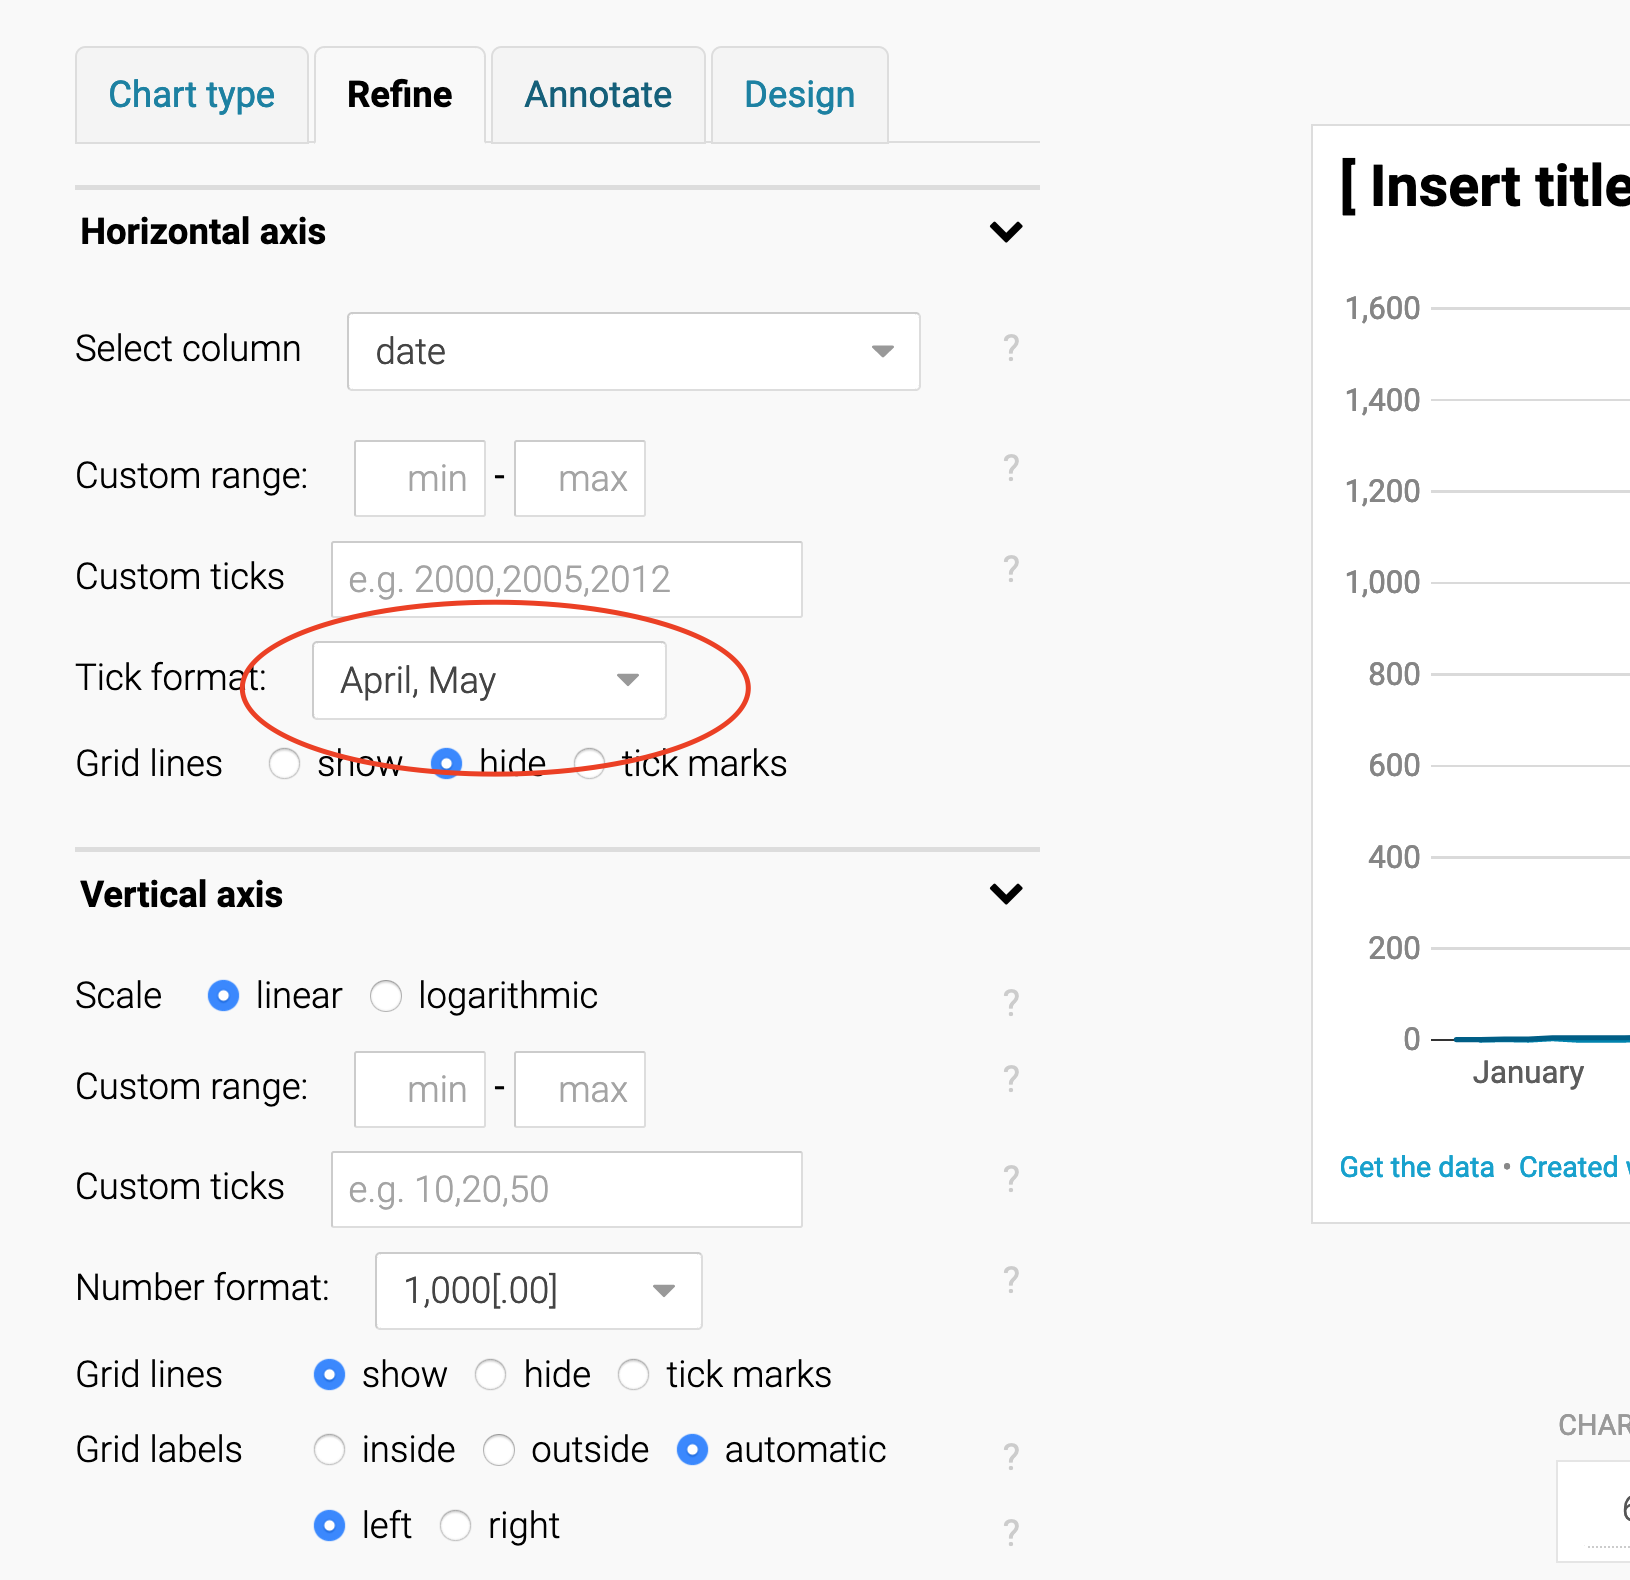 Chart type Refine Annotate Design
Horizontal axis
Select column date ?
Custom range: min - max ?
Custom ticks e.g. 2000,2005,2012 ?
Tick format: April, May
Grid lines show hide tick marks
Vertical axis
Scale linear logarithmic ?
Custom range: min - max ?
Custom ticks e.g. 10,20,50 ?
Number format: 1,000[.00] ?
Grid lines show hide tick marks
Grid labels inside outside automatic ?
left right ?
[ Insert title
1,600
1,400
1,200
1,000
800
600
400
200
0
January
Get the data • Created
CHAR